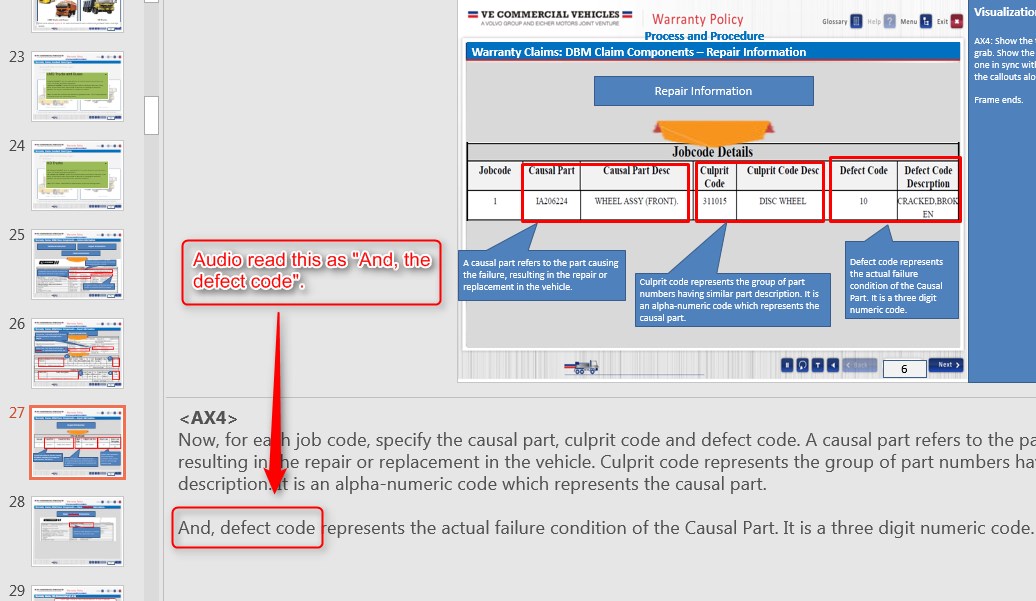 23
24
25
26
27
28
29
VE COMMERCIAL VEHICLES
A VOLVO GROUP AND EICHER MOTORS JOINT VENTURE
Warranty Policy
Process and Procedure
Glossary
Help ?
Menu
Exit
Warranty Claims: DBM Claim Components – Repair Information
Repair Information
Jobcode Details
Jobcode
Causal Part
Causal Part Desc
Culprit
Code
Culprit Code Desc
Defect Code
Defect Code
Descrption
1
IA206224
WHEEL ASSY (FRONT).
311015
DISC WHEEL
10
CRACKED,BROK
EN
A causal part refers to the part causing
the failure, resulting in the repair or
replacement in the vehicle.
Culprit code represents the group of part
numbers having similar part description. It is
an alpha-numeric code which represents the
causal part.
Defect code represents
the actual failure
condition of the Causal
Part. It is a three digit
numeric code.
T
Back
6
Next
Visualizatio
AX4: Show the
grab. Show the
one in sync wit
the callouts alo
Frame ends.
Audio read this as "And, the
defect code".
<AX4>
Now, for each job code, specify the causal part, culprit code and defect code. A causal part refers to the pa
resulting in the repair or replacement in the vehicle. Culprit code represents the group of part numbers ha
description. It is an alpha-numeric code which represents the causal part.
And, defect code represents the actual failure condition of the Causal Part. It is a three digit numeric code.